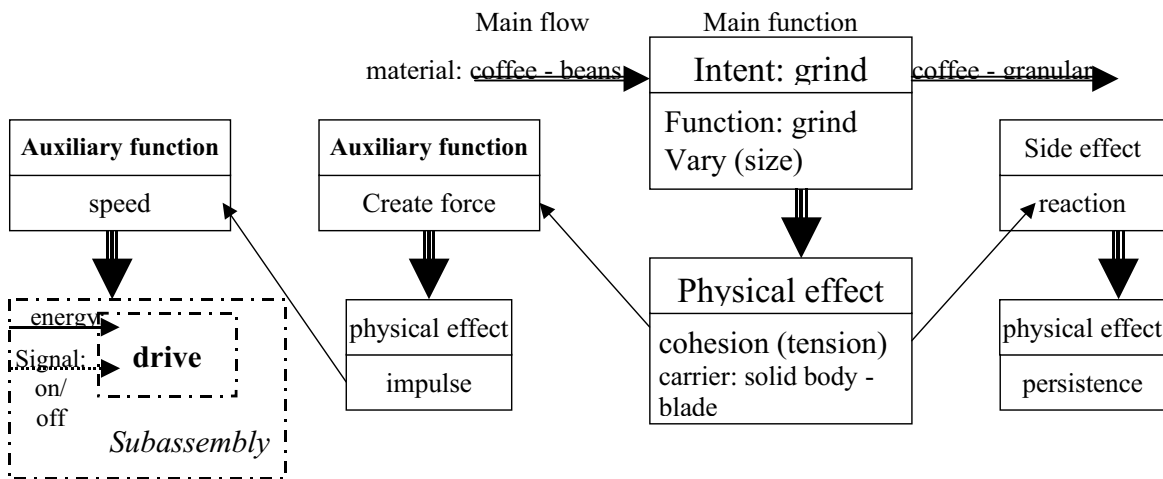 Main flow
Main function
material: coffee - beans
Intent: grind
coffee - granular
Function: grind
Vary (size)
Auxiliary function
speed
Auxiliary function
Create force
Side effect
reaction
Physical effect
cohesion (tension)
carrier: solid body -
blade
physical effect
impulse
physical effect
persistence
energy
Signal:
on/
off
drive
Subassembly